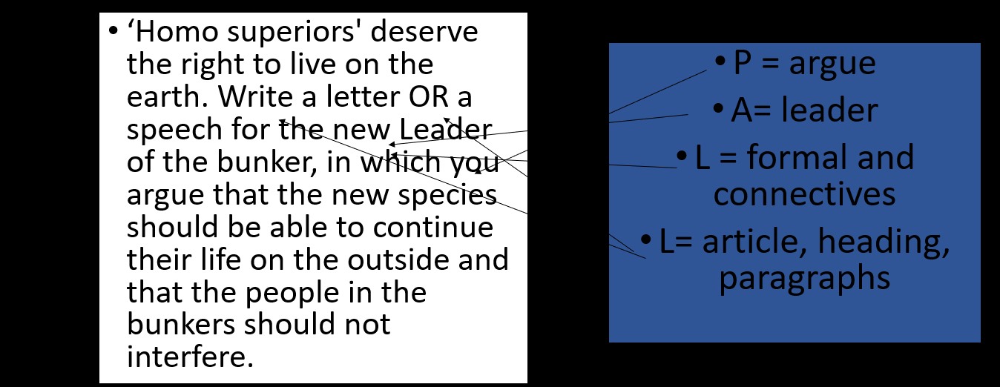 • ‘Homo superiors' deserve
the right to live on the
earth. Write a letter OR a
speech for the new Leader
of the bunker, in which you
argue that the new species
should be able to continue
their life on the outside and
that the people in the
bunkers should not
interfere.
• P = argue
• A= leader
• L = formal and
connectives
• L= article, heading,
paragraphs